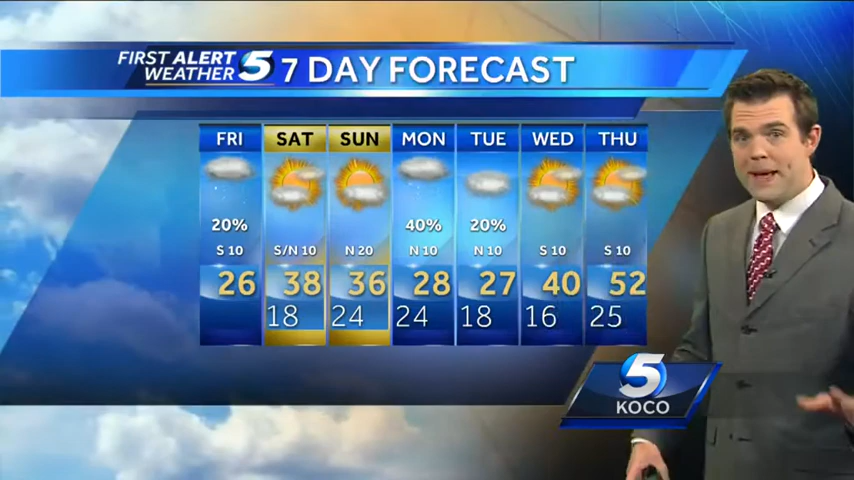 FIRST ALERT
WEATHER 5 7 DAY FORECAST
FRI SAT SUN MON TUE WED THU
20% 40% 20%
S 10 S/N 10 N 20 N 10 N 10 S 10 S 10
26 38 36 28 27 40 52
18 24 24 18 16 25
5
KOCO